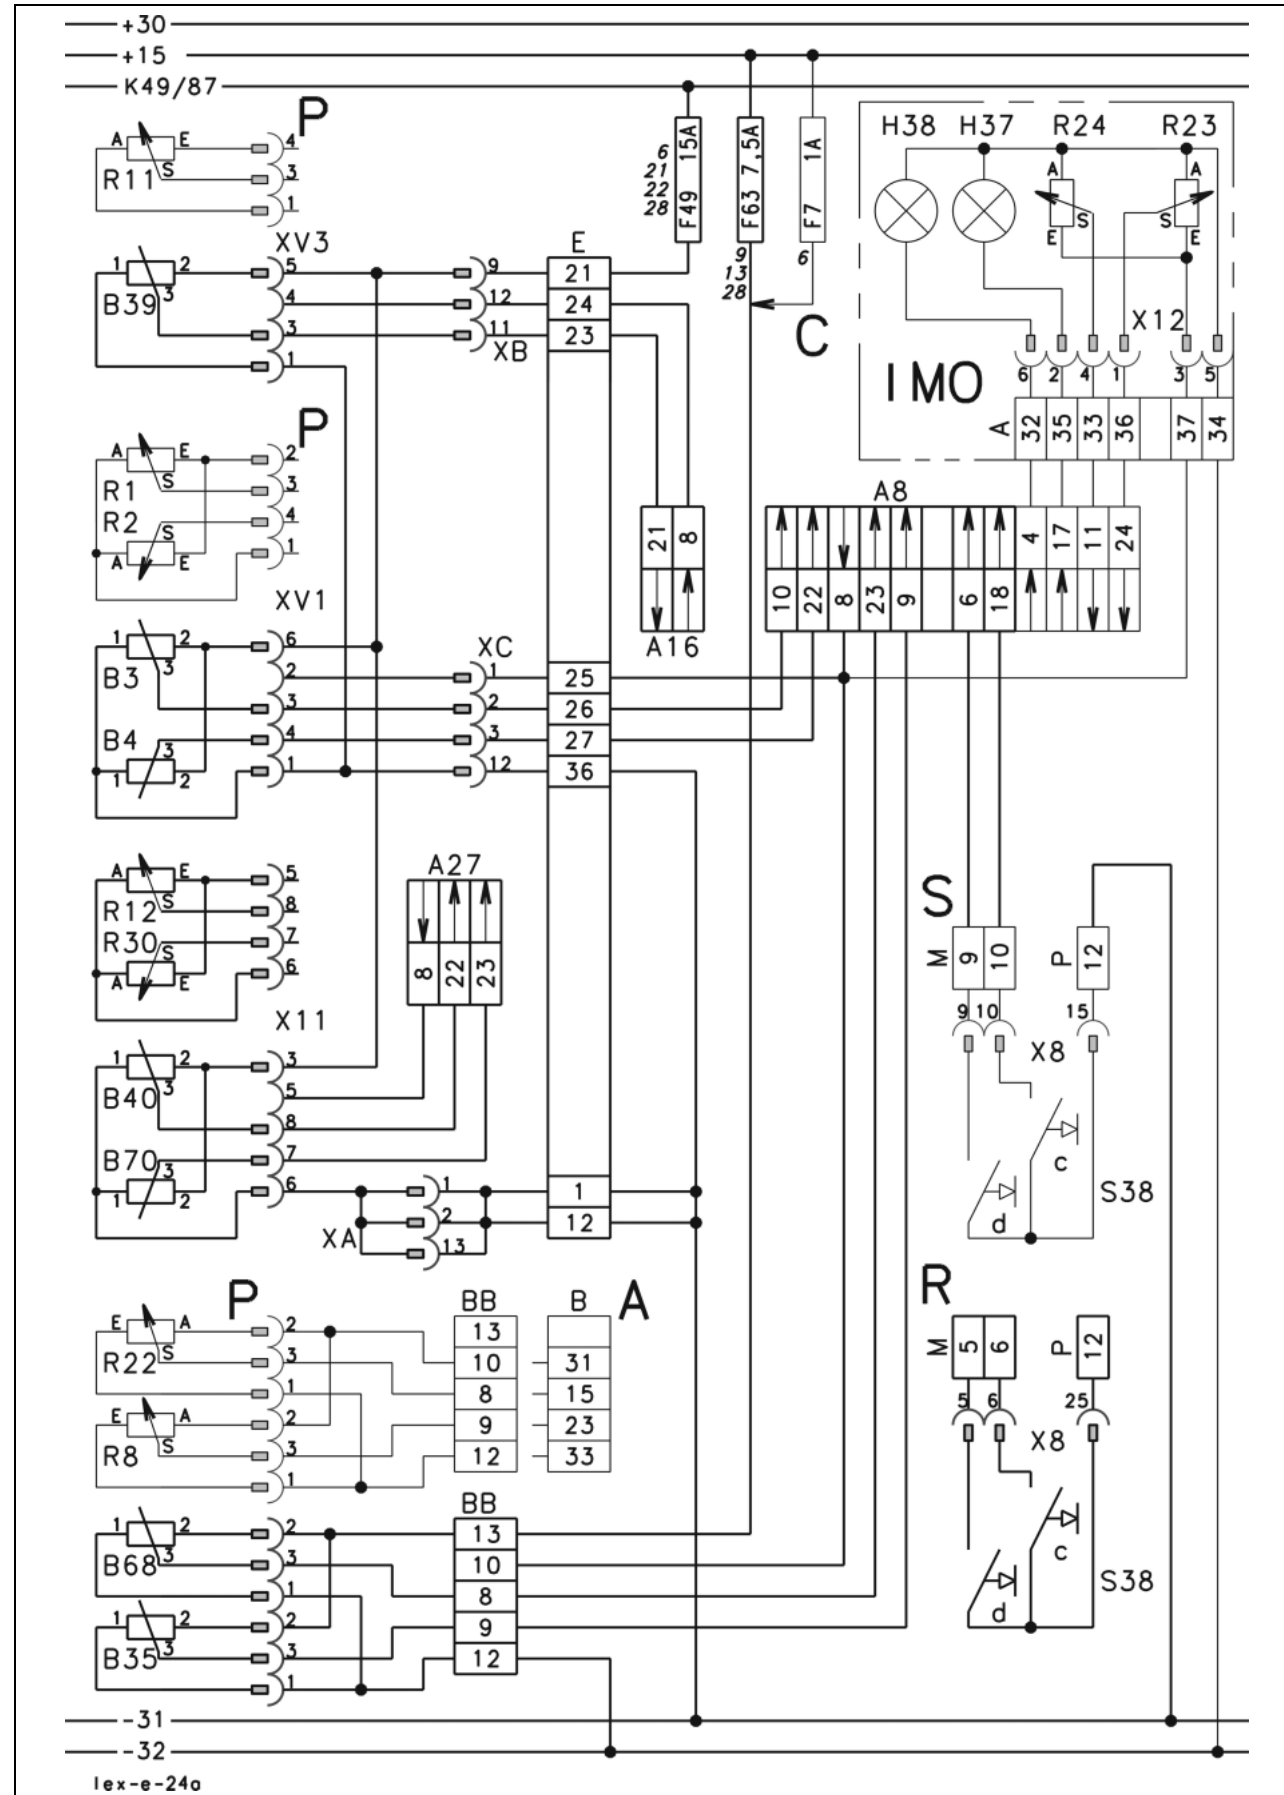 +30
+15
K49/87
P
A E 4
R11 S 3
1
6 21 22 28
F49 15A
F63 7,5A
F7 1A
9 13 28
6
C
H38 H37 R24 R23
A A
S S
E E
X12
IMO
6 2 4 1 3 5
A 32 35 33 36 37 34
XV3 E
1 2 5 9 21
B39 3 4 12 24
3 11 23
XB
1
P
A E 2
R1 S 3
R2 S 4
A E 1
A8
21 8
A16
10 22 8 23 9 6 18
4 17 11 24
XV1
1 2 6
XC
B3 3 2 1 25
3 2 26
B4 3 4 3 27
1 2 1 12 36
A E 5
R12 S 8
R30 S 7
A E 6
A27
8 22 23
X11
1 2 3
B40 3 5
8
B70 3 7
1 2 6 1 1
XA 2 12
13
S
M 9 10 P 12
9 10 15
X8
c
d S38
P BB B A
E A 2 13
R22 S 3 10 31
1 8 15
E A 2 9 23
R8 S 3 12 33
1
R
M 5 6 P 12
5 6 25
X8
c
d S38
BB
1 2 2 13
B68 3 3 10
1 8
1 2 2 9
B35 3 3 12
1
-31
-32
lex-e-24a